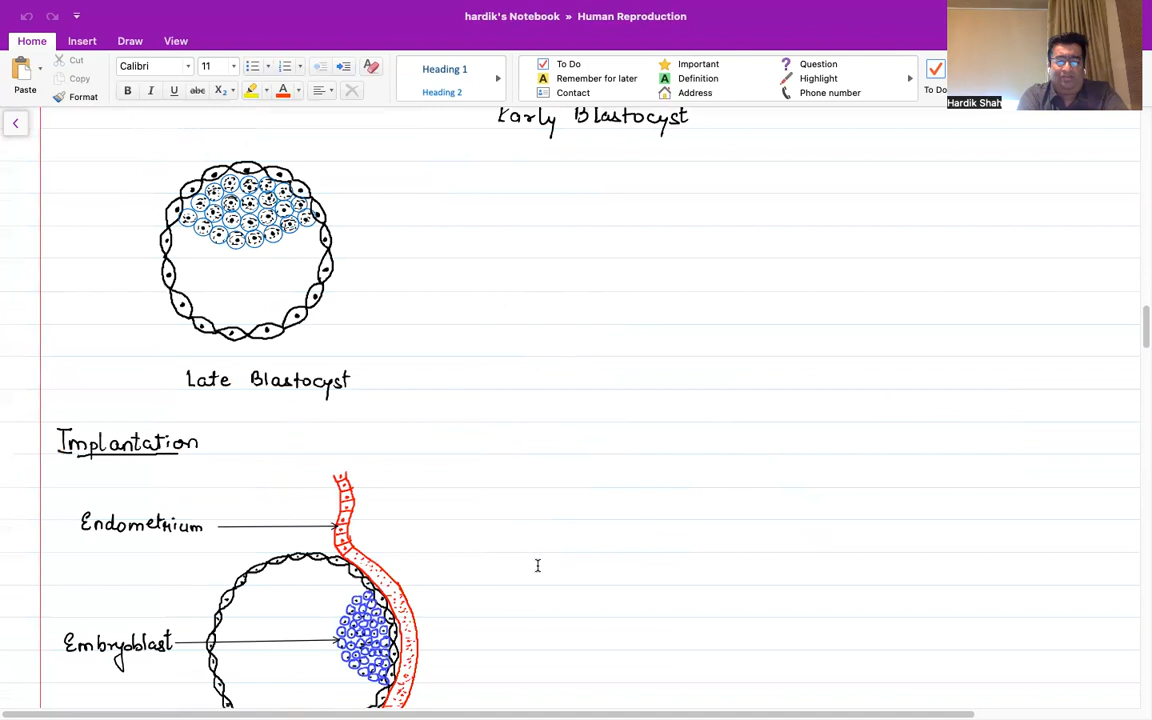 hardik's Notebook » Human Reproduction
Home Insert Draw View
Paste
Cut
Copy
Format
Calibri 11
B I U abc X2 A
Heading 1
Heading 2
To Do
Remember for later
Contact
Important
Definition
Address
Question
Highlight
Phone number
To Do
Hardik Shah
Early Blastocyst
Late Blastocyst
Implantation
Endometrium
Embryoblast